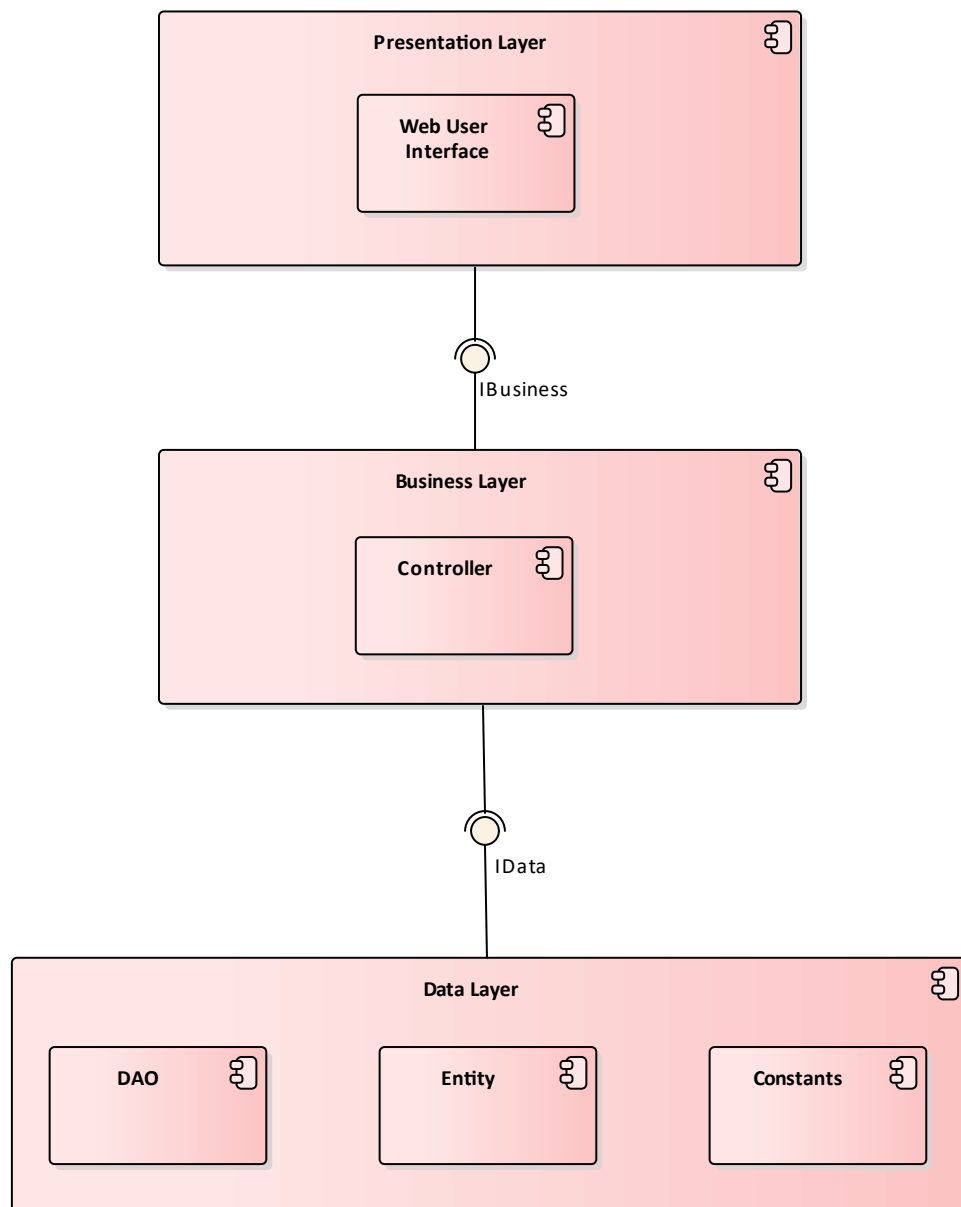 Presentation Layer
Web User
Interface
IBusiness
Business Layer
Controller
IData
Data Layer
DAO
Entity
Constants